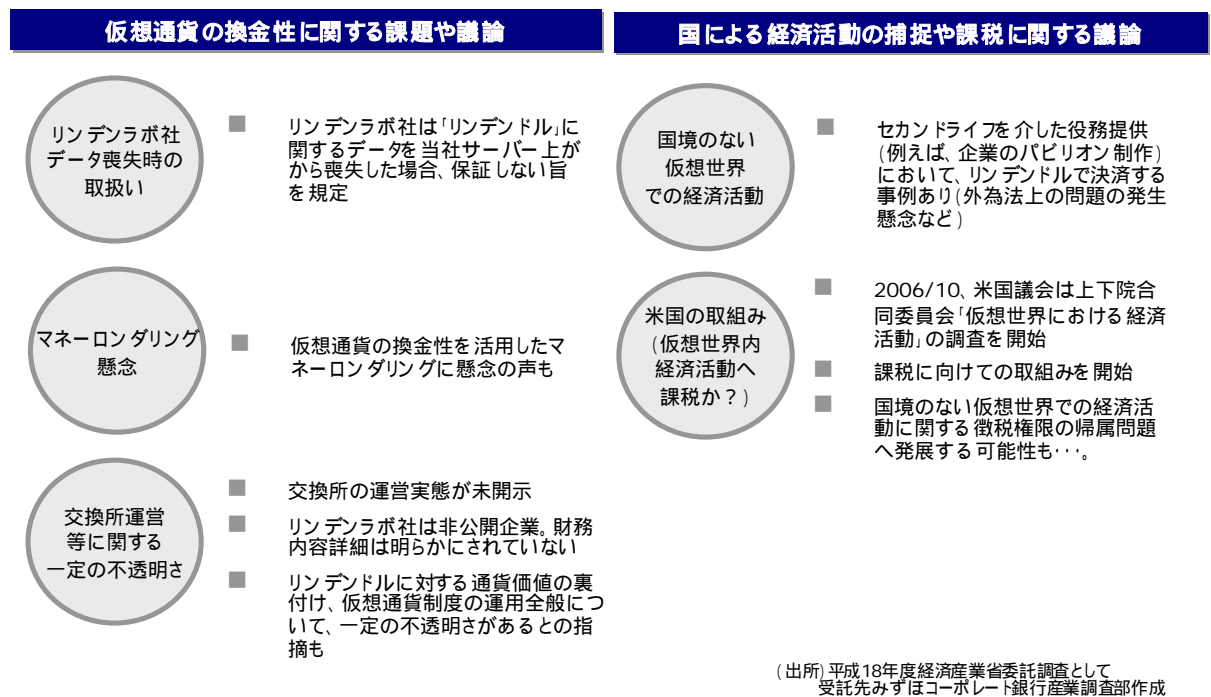 仮想通貨の換金性に関する課題や議論
リンデンラボ社
データ喪失時の
取扱い
リンデンラボ社は「リンデンドル」に
関するデータを当社サーバー上が
から喪失した場合、保証しない旨
を規定
マネーロンダリング
懸念
仮想通貨の換金性を活用したマ
ネーロンダリングに懸念の声も
交換所運営
等に関する
一定の不透明さ
交換所の運営実態が未開示
リンデンラボ社は非公開企業。財務
内容詳細は明らかにされていない
リンデンドルに対する通貨価値の裏
付け、仮想通貨制度の運用全般につ
いて、一定の不透明さがあるとの指
摘も
国による経済活動の捕捉や課税に関する議論
国境のない
仮想世界
での経済活動
セカンドライフを介した役務提供
(例えば、企業のパビリオン制作)
において、リンデンドルで決済する
事例あり(外為法上の問題の発生
懸念など)
米国の取組み
(仮想世界内
経済活動へ
課税か？)
2006/10、米国議会は上下院合
同委員会「仮想世界における経済
活動」の調査を開始
課税に向けての取組みを開始
国境のない仮想世界での経済活
動に関する徴税権限の帰属問題
へ発展する可能性も･･･。
(出所)平成18年度経済産業省委託調査として
受託先みずほコーポレート銀行産業調査部作成